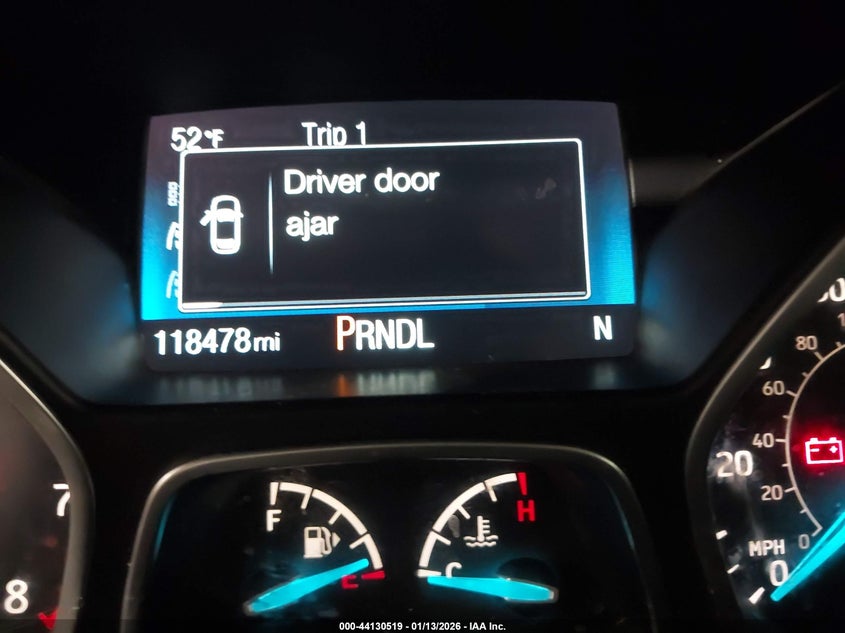 52°F Trip 1
Driver door
ajar
118478mi PRNDL N
80
60
40
20
20
MPH 0
0
7
8
F
E
H
C
000-44130519 - 01/13/2026 - IAA Inc.